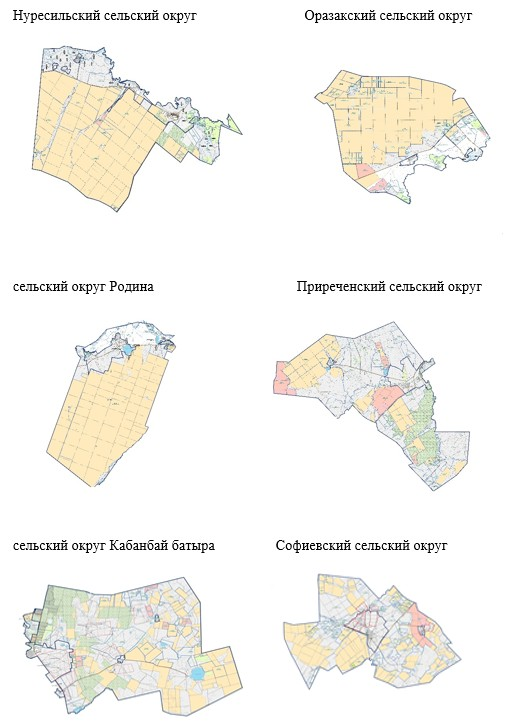 Нуресильский сельский округ
Оразакский сельский округ
сельский округ Родина
Приреченский сельский округ
сельский округ Кабанбай батыра
Софиевский сельский округ